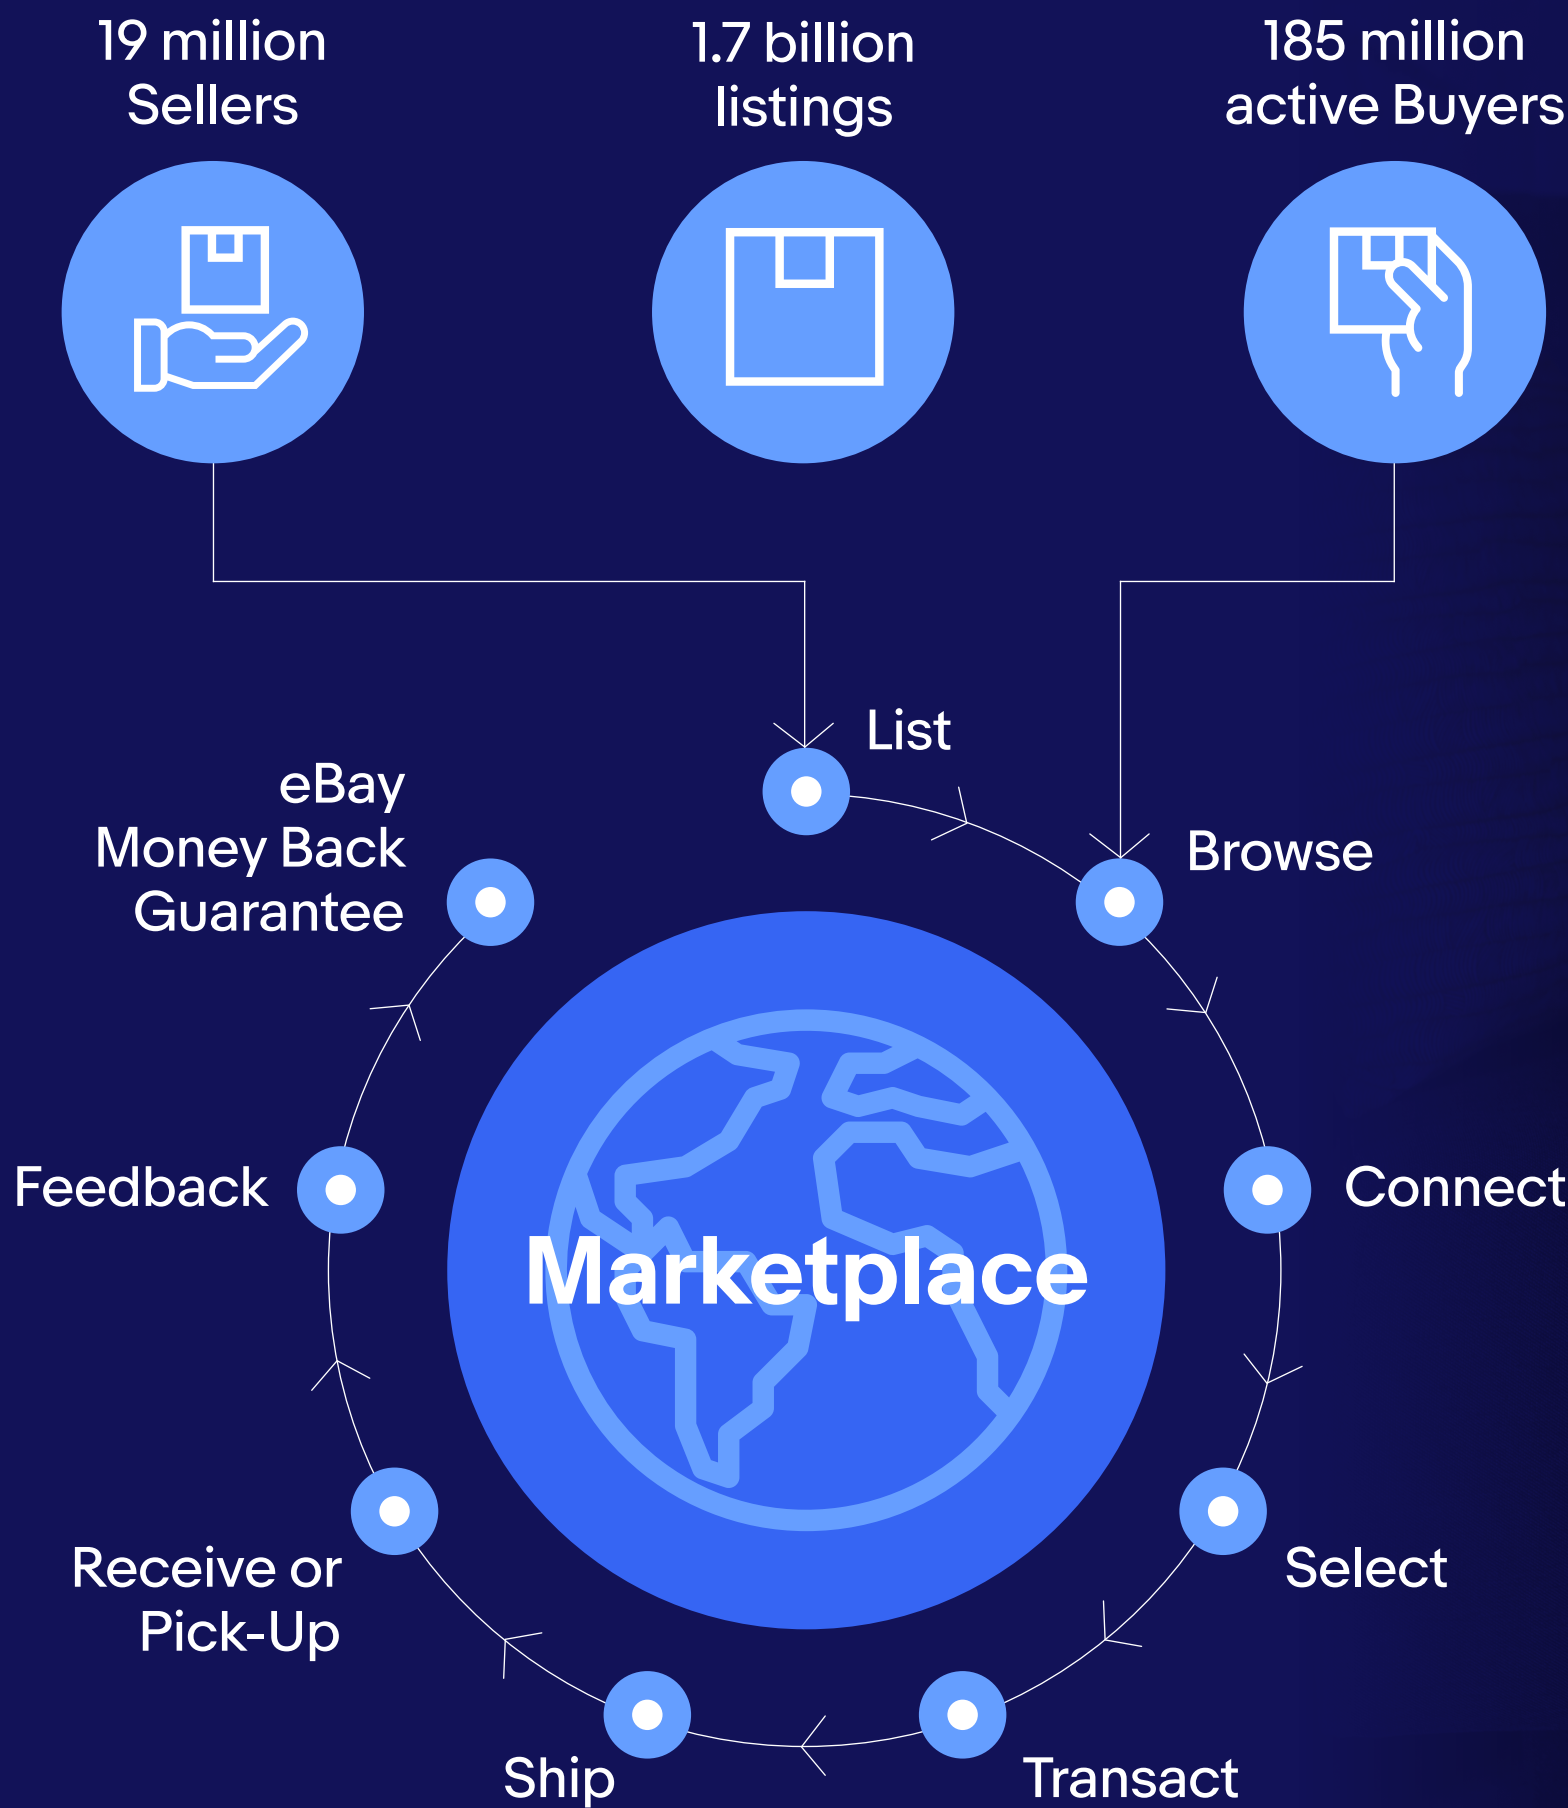 19 million
Sellers
1.7 billion
listings
185 million
active Buyers
List
Browse
Connect
Select
Transact
Ship
Receive or
Pick-Up
Feedback
eBay
Money Back
Guarantee
Marketplace